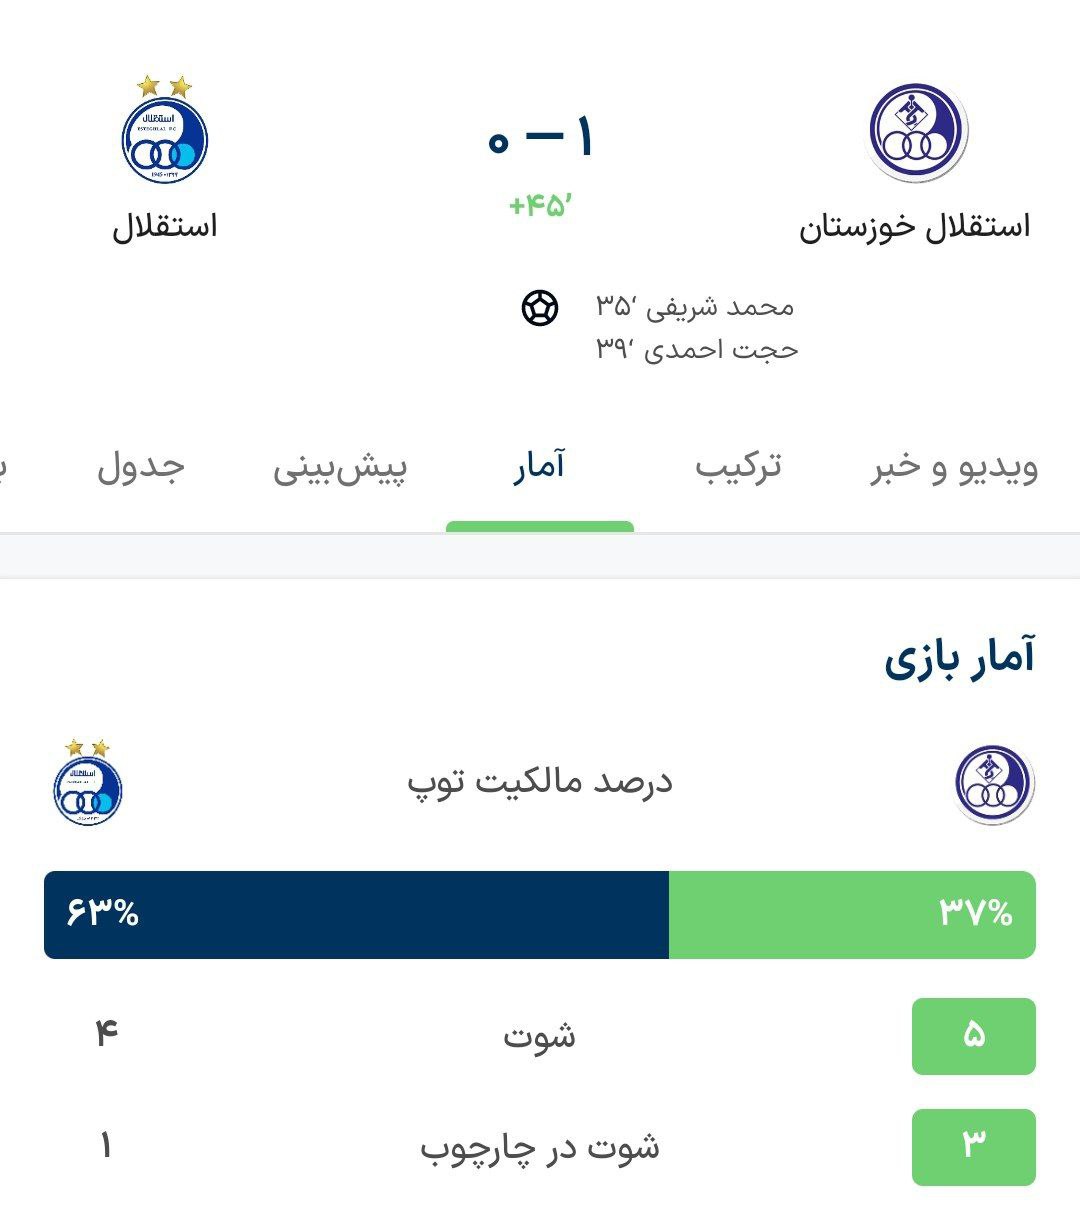 ۱ – ۰
‎+۴۵’
استقلال خوزستان
استقلال
محمد شریفی ‘۳۵
حجت احمدی ‘۳۹
ویدیو و خبر
ترکیب
آمار
پیش‌بینی
جدول
آمار بازی
درصد مالکیت توپ
۳۷%
۶۳%
۵ شوت ۴
۳ شوت در چارچوب ۱